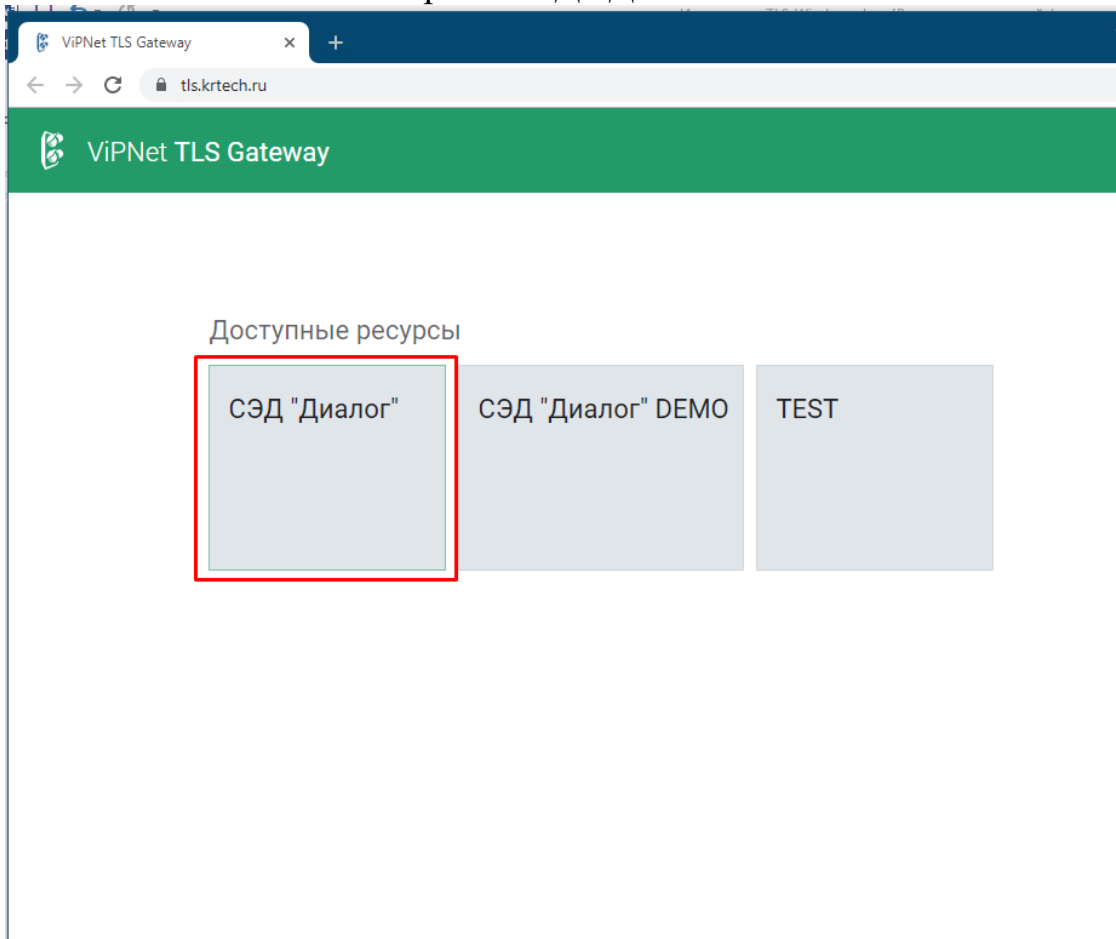 ViPNet TLS Gateway
tls.krtech.ru
ViPNet TLS Gateway
Доступные ресурсы
СЭД "Диалог"
СЭД "Диалог" DEMO
TEST